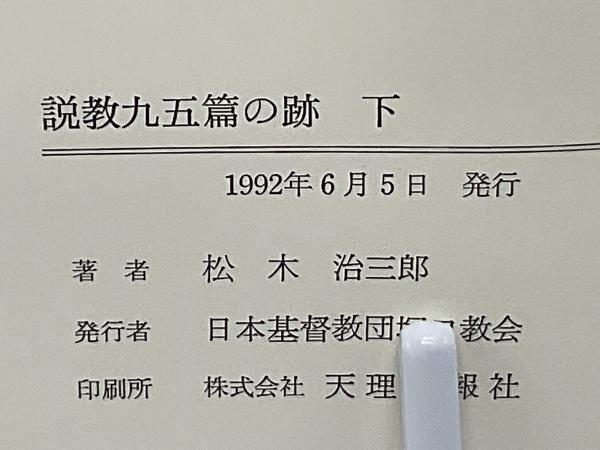 説教九五篇の跡 下
1992年6月5日 発行
著者 松木 治三郎
発行者 日本基督教団 教会
印刷所 株式会社 天理 報社